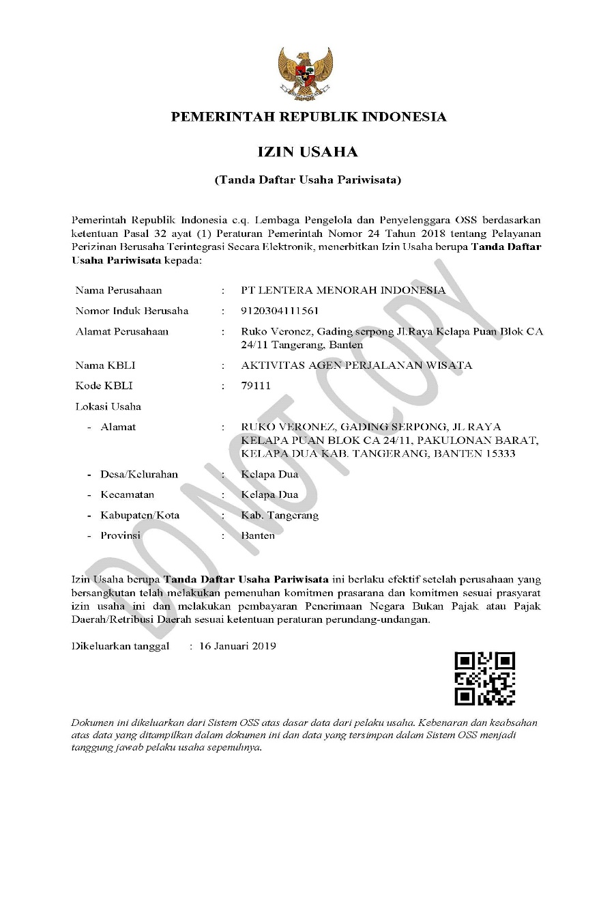 PEMERINTAH REPUBLIK INDONESIA
IZIN USAHA
(Tanda Daftar Usaha Pariwisata)
Pemerintah Republik Indonesia c.q. Lembaga Pengelola dan Penyelenggara OSS berdasarkan
ketentuan Pasal 32 ayat (1) Peraturan Pemerintah Nomor 24 Tahun 2018 tentang Pelayanan
Perizinan Berusaha Terintegrasi Secara Elektronik, menerbitkan Izin Usaha berupa Tanda Daftar
Usaha Pariwisata kepada:
Nama Perusahaan : PT LENTERA MENORAH INDONESIA
Nomor Induk Berusaha : 9120304111561
Alamat Perusahaan : Ruko Veronez, Gading serpong Jl.Raya Kelapa Puan Blok CA
24/11 Tangerang, Banten
Nama KBLI : AKTIVITAS AGEN PERJALANAN WISATA
Kode KBLI : 79111
Lokasi Usaha
- Alamat : RUKO VERONEZ, GADING SERPONG, JL RAYA
KELAPA PUAN BLOK CA 24/11, PAKULONAN BARAT,
KELAPA DUA KAB. TANGERANG, BANTEN 15333
- Desa/Kelurahan : Kelapa Dua
- Kecamatan : Kelapa Dua
- Kabupaten/Kota : Kab. Tangerang
- Provinsi : Banten
Izin Usaha berupa Tanda Daftar Usaha Pariwisata ini berlaku efektif setelah perusahaan yang
bersangkutan telah melakukan pemenuhan komitmen prasarana dan komitmen sesuai prasyarat
izin usaha ini dan melakukan pembayaran Penerimaan Negara Bukan Pajak atau Pajak
Daerah/Retribusi Daerah sesuai ketentuan peraturan perundang-undangan.
Dikeluarkan tanggal : 16 Januari 2019
Dokumen ini dikeluarkan dari Sistem OSS atas dasar data dari pelaku usaha. Kebenaran dan keabsahan
atas data yang ditampilkan dalam dokumen ini dan data yang tersimpan dalam Sistem OSS menjadi
tanggung jawab pelaku usaha sepenuhnya.
DO NOT COPY